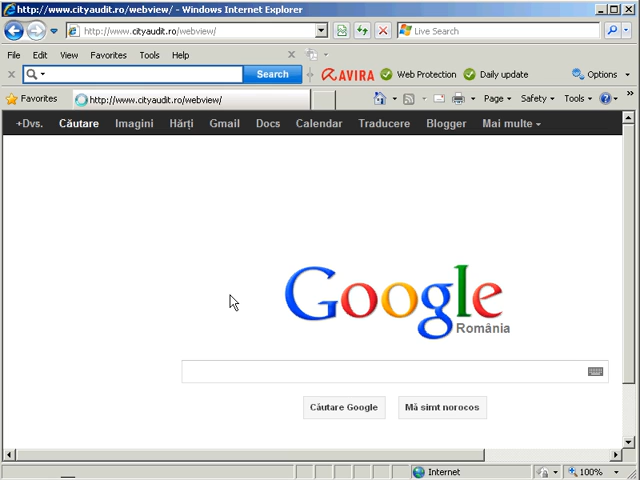 http://www.cityaudit.ro/webview/ - Windows Internet Explorer
http://www.cityaudit.ro/webview/
Live Search
File Edit View Favorites Tools Help
Search
AVIRA
Web Protection
Daily update
Options
Favorites
http://www.cityaudit.ro/webview/
Page
Safety
Tools
+Dvs. Căutare Imagini Hărți Gmail Docs Calendar Traducere Blogger Mai multe
Google
România
Căutare Google
Mă simt norocos
Internet
100%